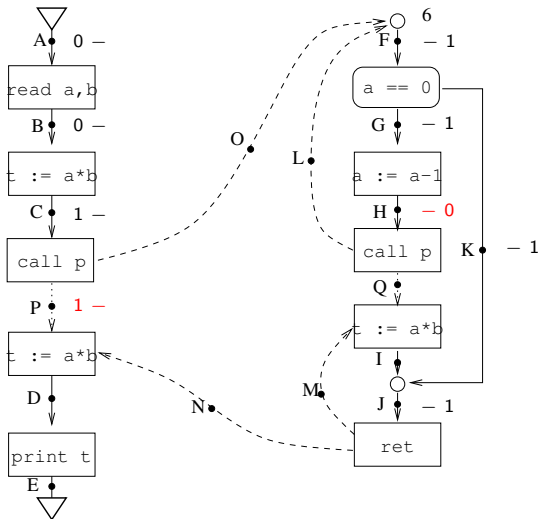 6
A 0 -
F - 1
read a,b
a == 0
B 0 -
G - 1
O
L
t := a*b
a := a-1
C 1 -
H - 0
call p
call p
K - 1
Q
P 1 -
t := a*b
t := a*b
I
M
D
N
J - 1
print t
ret
E